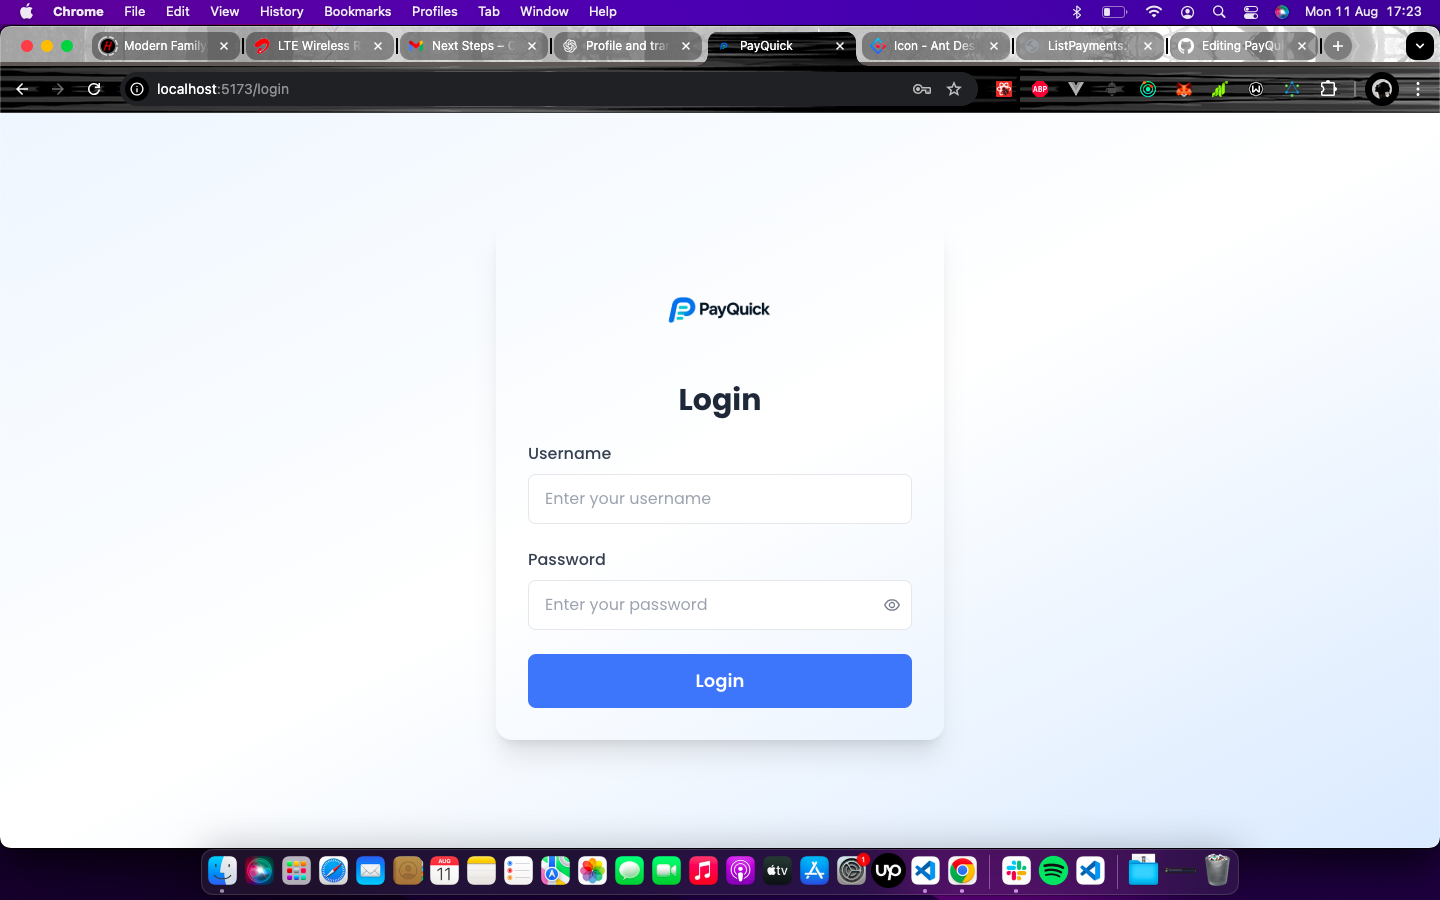 Chrome File Edit View History Bookmarks Profiles Tab Window Help Mon 11 Aug 17:23
Modern Family LTE Wireless R Next Steps – Profile and tran PayQuick Icon - Ant Des ListPayments. Editing PayQu
localhost:5173/login ABP
PayQuick
Login
Username
Enter your username
Password
Enter your password
Login
AUG
11
tv
1
up